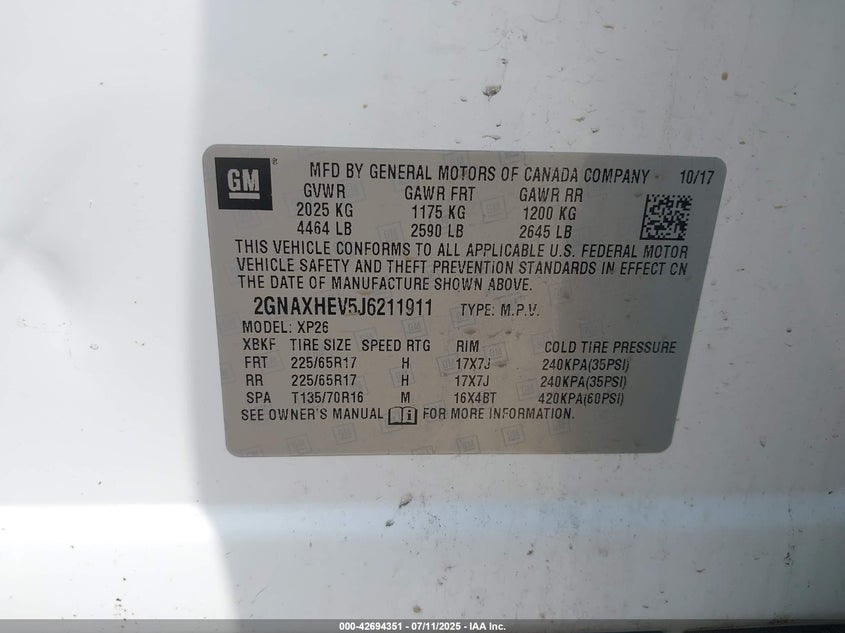 GM ® MFD BY GENERAL MOTORS OF CANADA COMPANY 10/17
GVWR GAWR FRT GAWR RR
2025 KG 1175 KG 1200 KG
4464 LB 2590 LB 2645 LB
THIS VEHICLE CONFORMS TO ALL APPLICABLE U.S. FEDERAL MOTOR
VEHICLE SAFETY AND THEFT PREVENTION STANDARDS IN EFFECT ON
THE DATE OF MANUFACTURE SHOWN ABOVE.
2GNAXHEV5J6211911 TYPE: M.P.V.
MODEL: XP26
XBKF TIRE SIZE SPEED RTG RIM COLD TIRE PRESSURE
FRT 225/65R17 H 17X7J 240KPA(35PSI)
RR 225/65R17 H 17X7J 240KPA(35PSI)
SPA T135/70R16 M 16X4BT 420KPA(60PSI)
SEE OWNER'S MANUAL i FOR MORE INFORMATION.
000-42694351 - 07/11/2025 - IAA Inc.